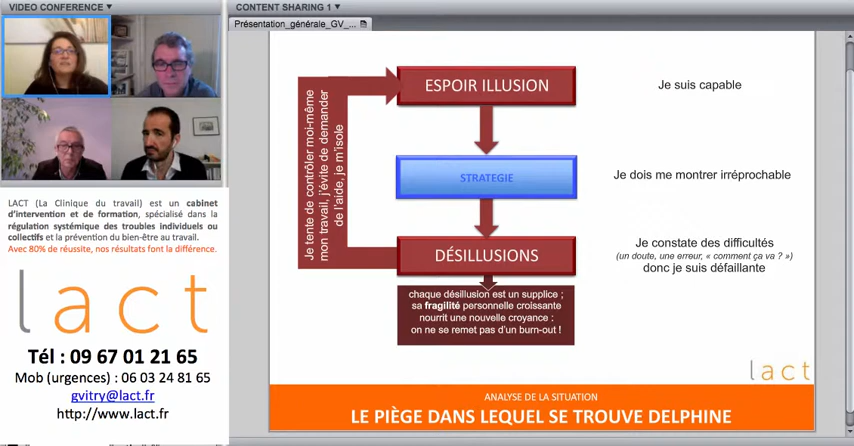 VIDEO CONFERENCE
CONTENT SHARING 1
Présentation_générale_GV_...
LACT (La Clinique du travail) est un cabinet
d'intervention et de formation, spécialisé dans la
régulation systémique des troubles individuels ou
collectifs et la prévention du bien-être au travail.
Avec 80% de réussite, nos résultats font la différence.
lact
Tél : 09 67 01 21 65
Mob (urgences) : 06 03 24 81 65
gvitry@lact.fr
http://www.lact.fr
Je tente de contrôler moi-même
mon travail, j'évite de demander
de l'aide, je m'isole
ESPOIR ILLUSION
Je suis capable
STRATEGIE
Je dois me montrer irréprochable
DÉSILLUSIONS
Je constate des difficultés
(un doute, une erreur, « comment ça va ? »)
donc je suis défaillante
chaque désillusion est un supplice ;
sa fragilité personnelle croissante
nourrit une nouvelle croyance :
on ne se remet pas d'un burn-out !
lact
ANALYSE DE LA SITUATION
LE PIÈGE DANS LEQUEL SE TROUVE DELPHINE